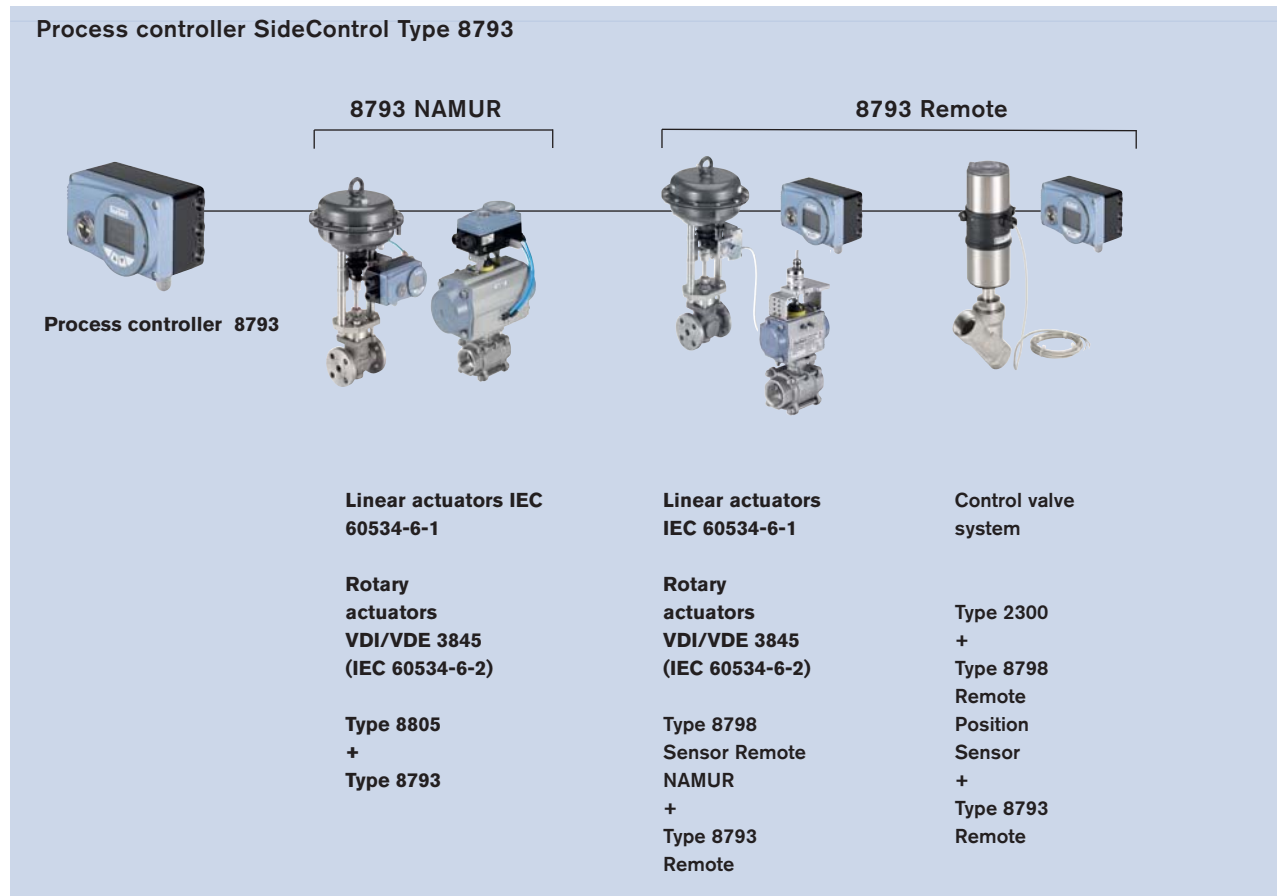 Process controller SideControl Type 8793
8793 NAMUR
8793 Remote
Process controller 8793
Linear actuators IEC
60534-6-1
Rotary
actuators
VDI/VDE 3845
(IEC 60534-6-2)
Type 8805
+
Type 8793
Linear actuators
IEC 60534-6-1
Rotary
actuators
VDI/VDE 3845
(IEC 60534-6-2)
Type 8798
Sensor Remote
NAMUR
+
Type 8793
Remote
Control valve
system
Type 2300
+
Type 8798
Remote
Position
Sensor
+
Type 8793
Remote